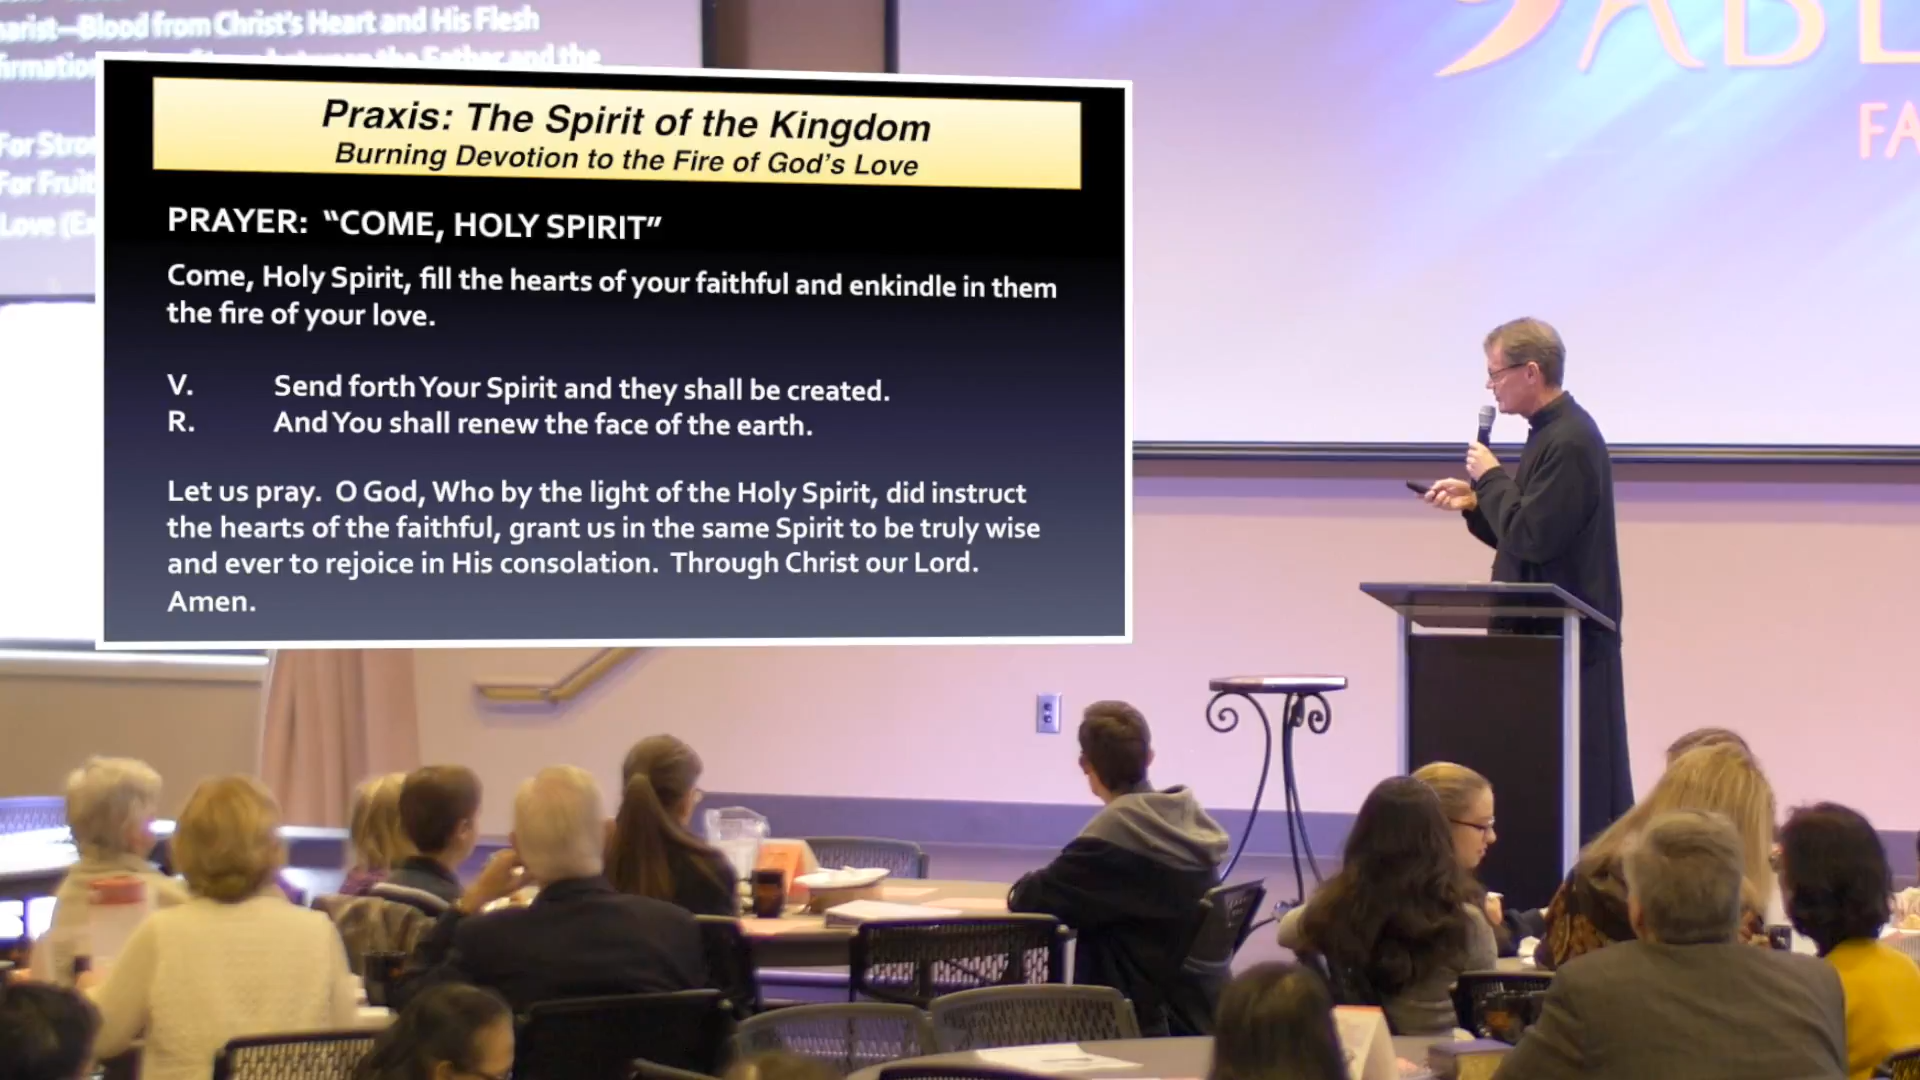 Blood from Christ's Heart and His Flesh
For
For
Love
Praxis: The Spirit of the Kingdom
Burning Devotion to the Fire of God's Love
PRAYER: “COME, HOLY SPIRIT”
Come, Holy Spirit, fill the hearts of your faithful and enkindle in them
the fire of your love.
V. Send forth Your Spirit and they shall be created.
R. And You shall renew the face of the earth.
Let us pray. O God, Who by the light of the Holy Spirit, did instruct
the hearts of the faithful, grant us in the same Spirit to be truly wise
and ever to rejoice in His consolation. Through Christ our Lord.
Amen.